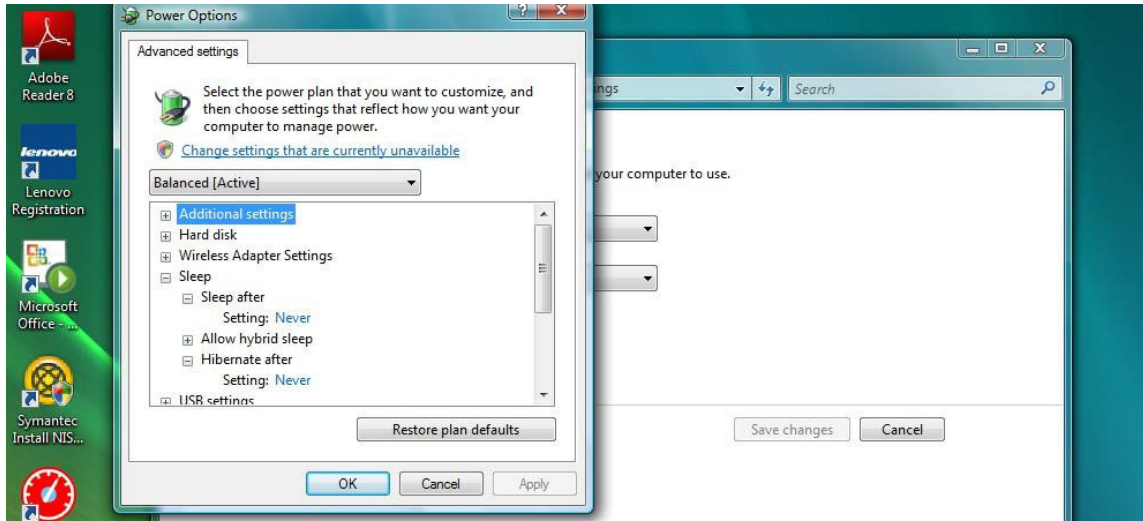 Adobe
Reader 8
lenovo
Lenovo
Registration
Microsoft
Office - ...
Symantec
Install NIS...
Power Options
Advanced settings
Select the power plan that you want to customize, and
then choose settings that reflect how you want your
computer to manage power.
Change settings that are currently unavailable
Balanced [Active]
Additional settings
Hard disk
Wireless Adapter Settings
Sleep
Sleep after
Setting: Never
Allow hybrid sleep
Hibernate after
Setting: Never
USB settings
Restore plan defaults
OK Cancel Apply
ngs
Search
your computer to use.
Save changes Cancel